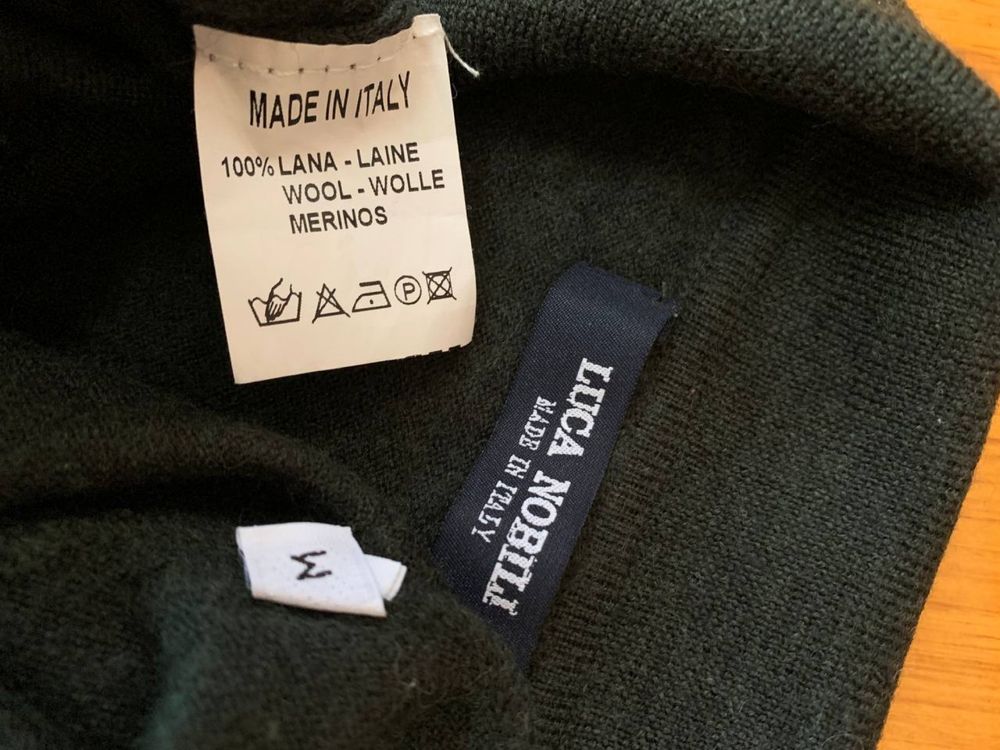 MADE IN ITALY
100% LANA - LAINE
WOOL - WOLLE
MERINOS
P
LUCA NOBILI
MADE IN ITALY
M